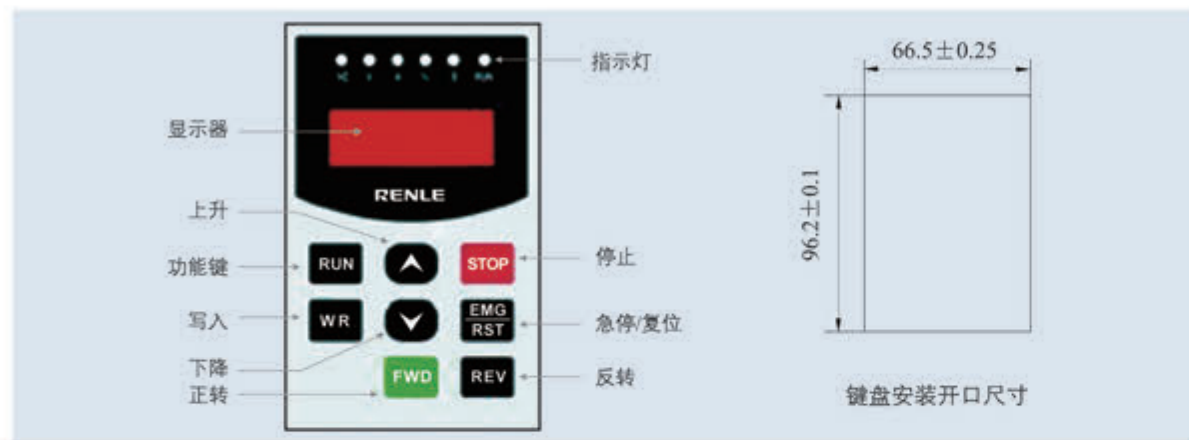 指示灯
66.5±0.25
RUN
显示器
96.2±0.1
RENLE
上升
功能键
RUN
STOP
停止
写入
WR
EMG
RST
急停/复位
下降
正转
FWD
REV
反转
键盘安装开口尺寸